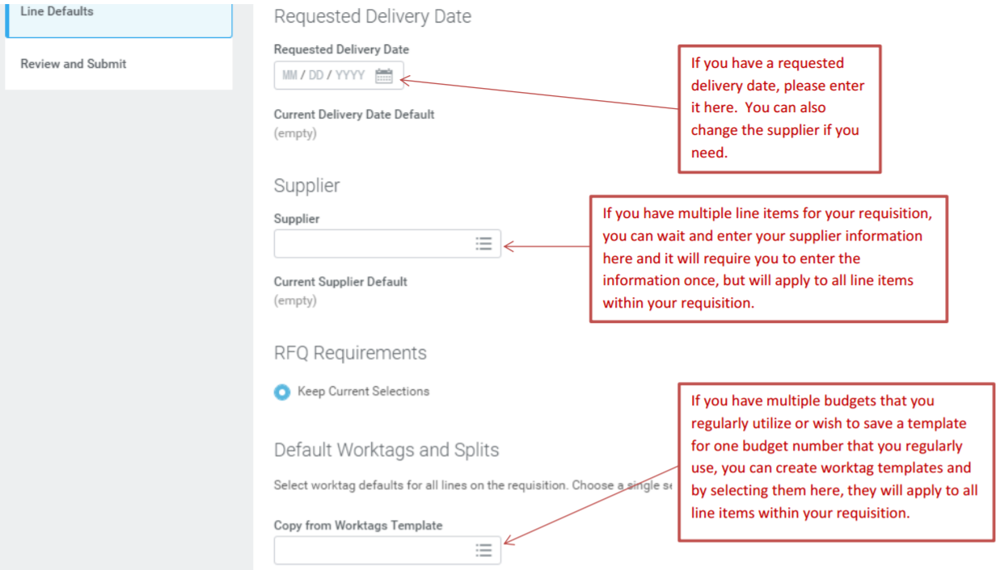 Line Defaults
Review and Submit
Requested Delivery Date
Requested Delivery Date
MM / DD / YYYY
Current Delivery Date Default
(empty)
If you have a requested
delivery date, please enter
it here.  You can also
change the supplier if you
need.
Supplier
Supplier
Current Supplier Default
(empty)
If you have multiple line items for your requisition,
you can wait and enter your supplier information
here and it will require you to enter the
information once, but will apply to all line items
within your requisition.
RFQ Requirements
Keep Current Selections
Default Worktags and Splits
Select worktag defaults for all lines on the requisition. Choose a single
Copy from Worktags Template
If you have multiple budgets that you
regularly utilize or wish to save a template
for one budget number that you regularly
use, you can create worktag templates and
by selecting them here, they will apply to all
line items within your requisition.